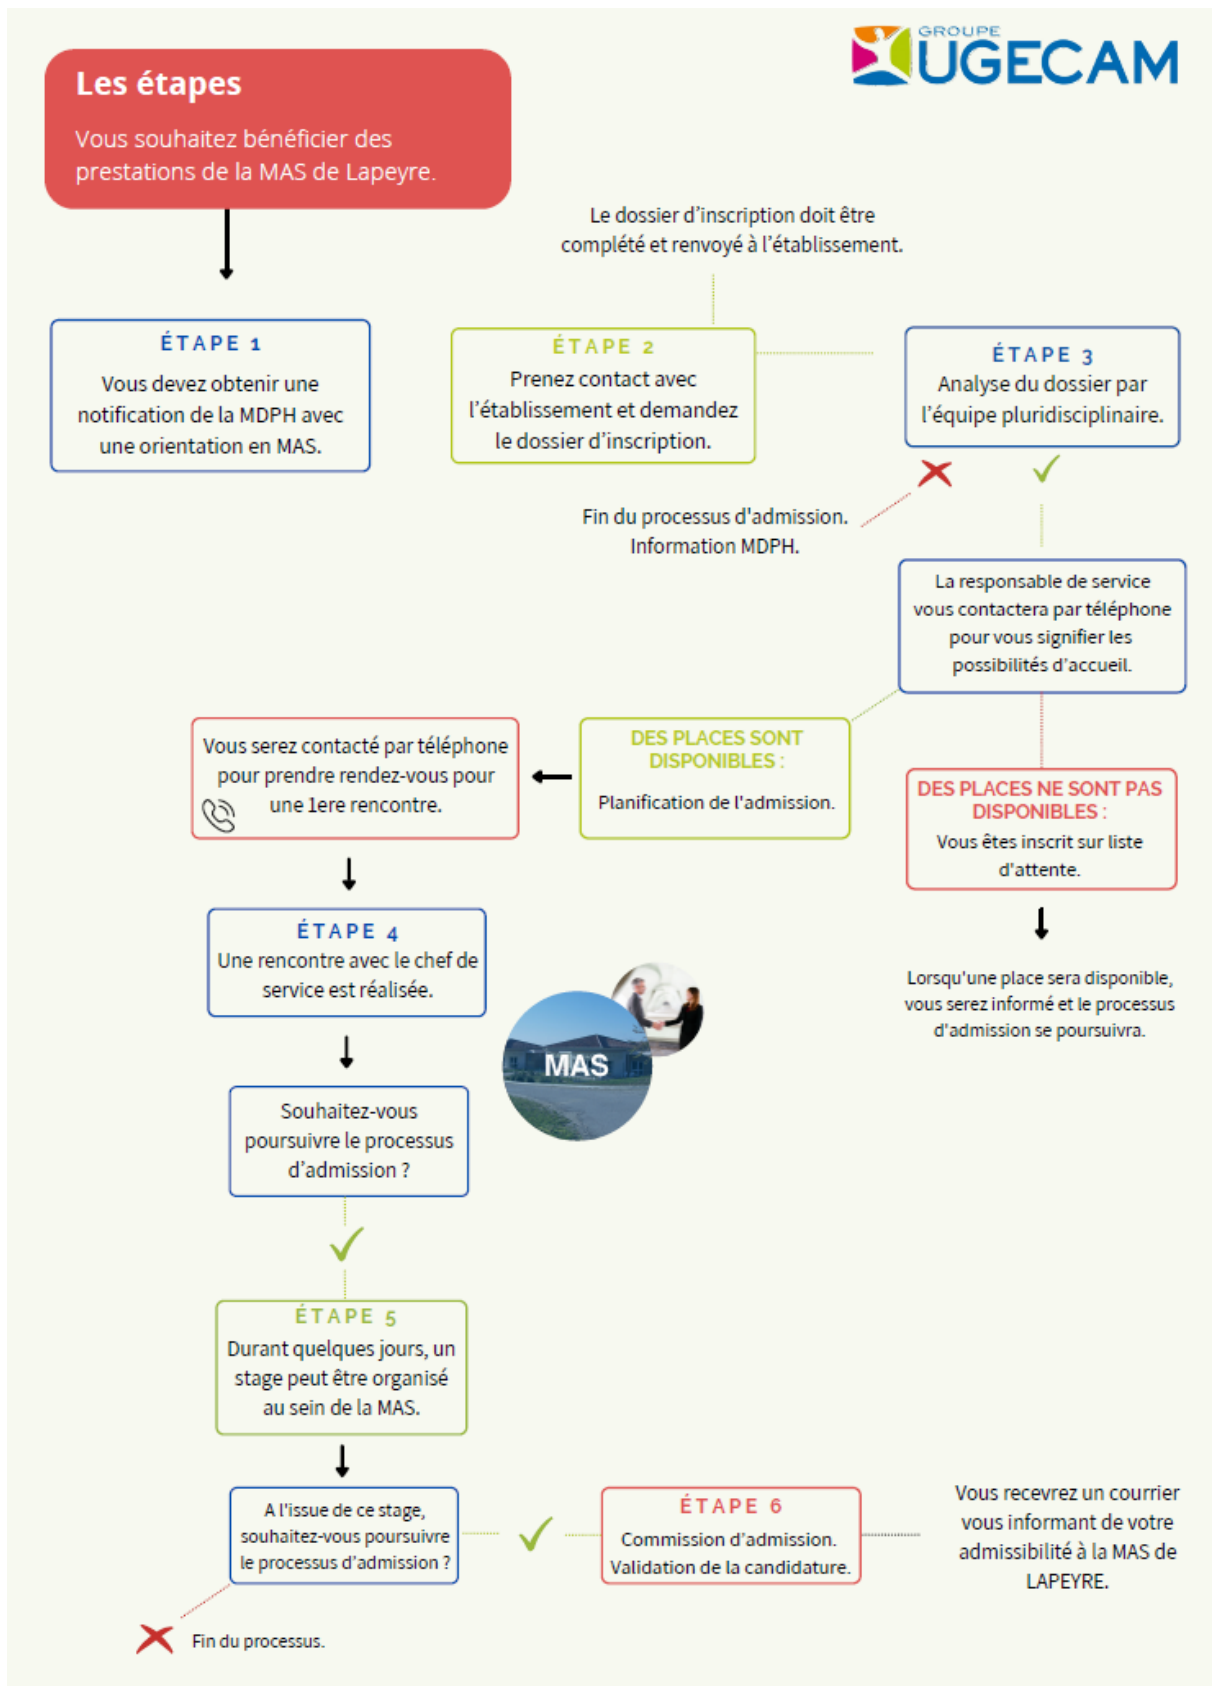 GROUPE
UGECAM
Les étapes
Vous souhaitez bénéficier des
prestations de la MAS de Lapeyre.
Le dossier d'inscription doit être
complété et renvoyé à l'établissement.
ÉTAPE 1
Vous devez obtenir une
notification de la MDPH avec
une orientation en MAS.
ÉTAPE 2
Prenez contact avec
l'établissement et demandez
le dossier d'inscription.
ÉTAPE 3
Analyse du dossier par
l'équipe pluridisciplinaire.
Fin du processus d'admission.
Information MDPH.
La responsable de service
vous contactera par téléphone
pour vous signifier les
possibilités d'accueil.
DES PLACES SONT
DISPONIBLES :
Planification de l'admission.
Vous serez contacté par téléphone
pour prendre rendez-vous pour
une 1ere rencontre.
DES PLACES NE SONT PAS
DISPONIBLES :
Vous êtes inscrit sur liste
d'attente.
Lorsqu'une place sera disponible,
vous serez informé et le processus
d'admission se poursuivra.
ÉTAPE 4
Une rencontre avec le chef de
service est réalisée.
MAS
Souhaitez-vous
poursuivre le processus
d'admission ?
ÉTAPE 5
Durant quelques jours, un
stage peut être organisé
au sein de la MAS.
A l'issue de ce stage,
souhaitez-vous poursuivre
le processus d'admission ?
ÉTAPE 6
Commission d'admission.
Validation de la candidature.
Vous recevrez un courrier
vous informant de votre
admissibilité à la MAS de
LAPEYRE.
Fin du processus.